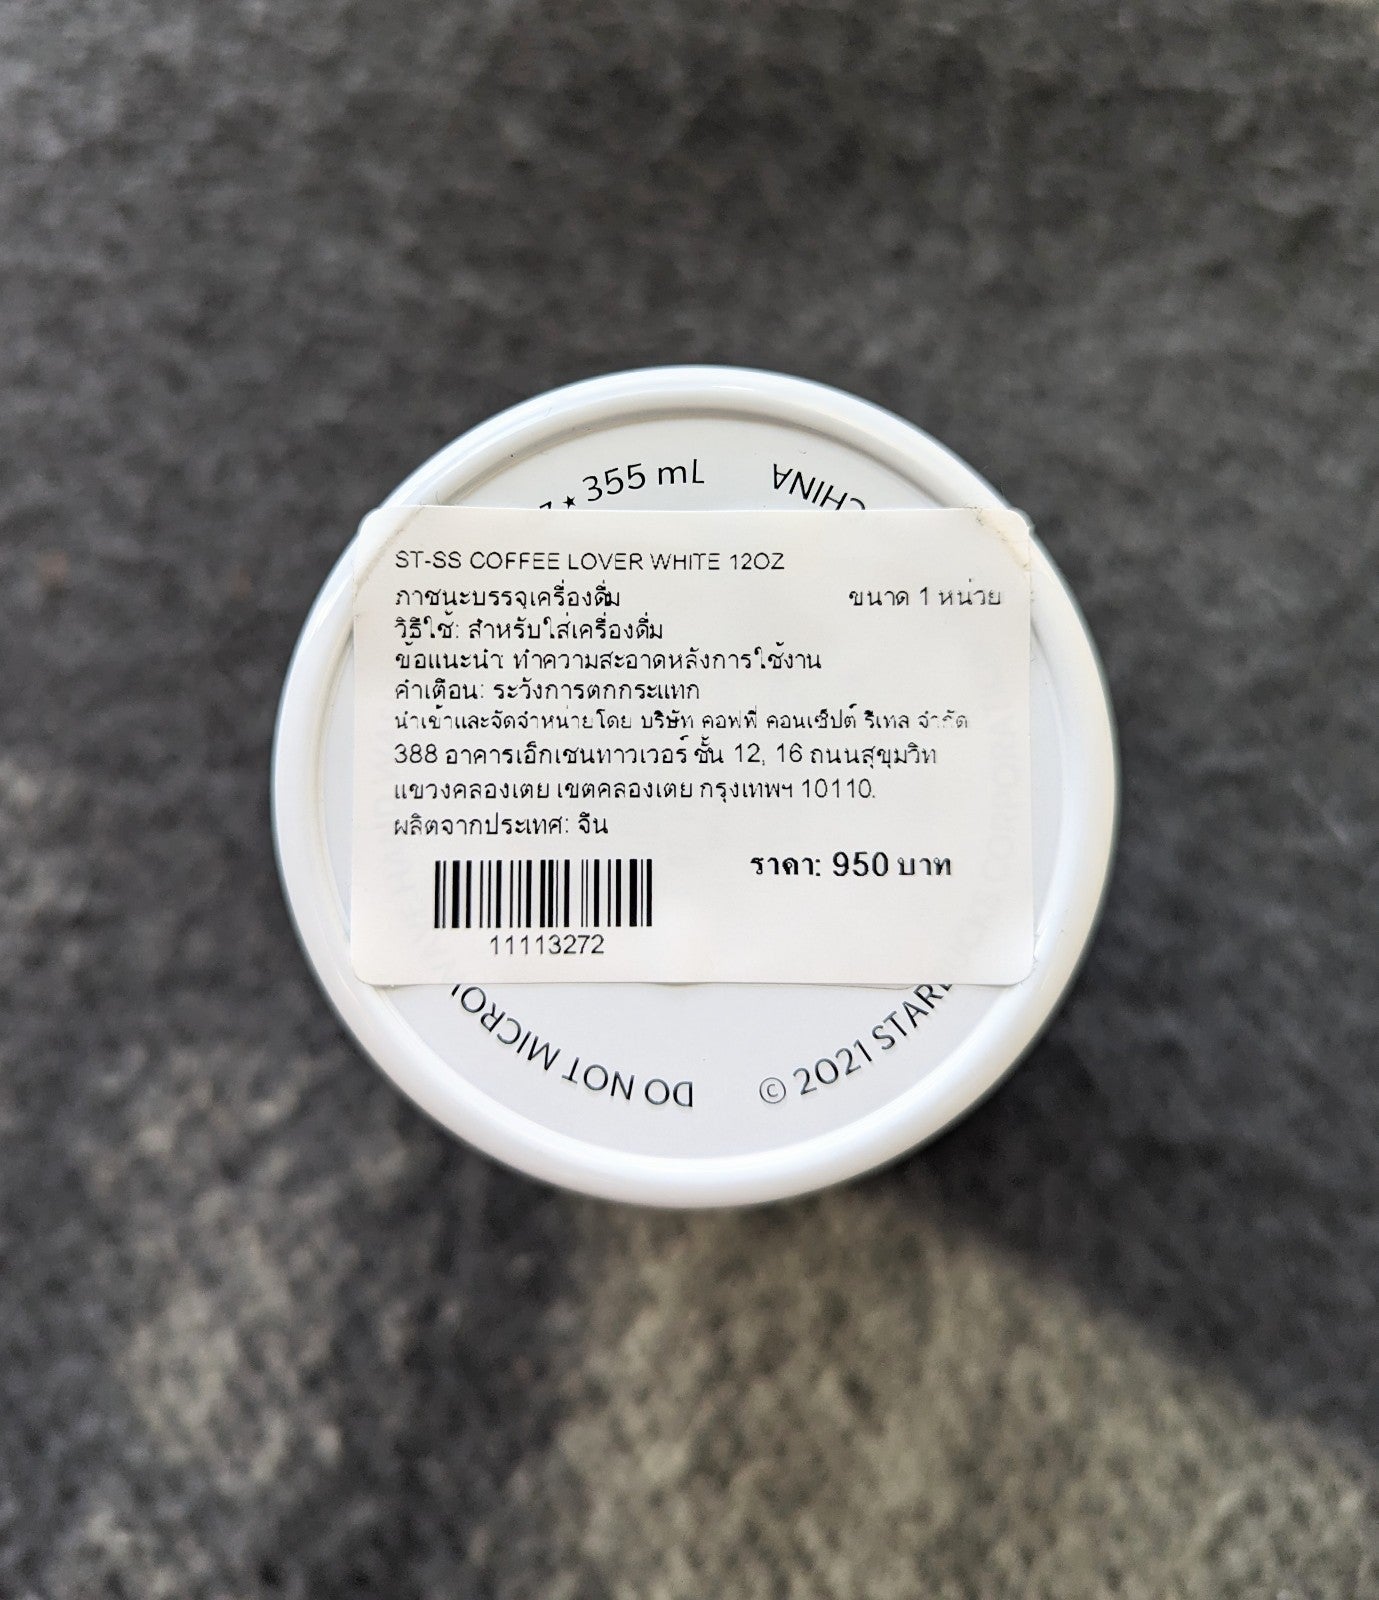 ★ 355 mL
CHINA
ST-SS COFFEE LOVER WHITE 12OZ
ภาชนะบรรจุเครื่องดื่ม ขนาด 1 หน่วย
วิธีใช้: สำหรับใส่เครื่องดื่ม
ข้อแนะนำ: ทำความสะอาดหลังการใช้งาน
คำเตือน: ระวังการตกกระแทก
นำเข้าและจัดจำหน่ายโดย บริษัท คอฟฟี่ คอนเซ็ปต์ รีเทล จำกัด
388 อาคารเอ็กเชนทาวเวอร์ ชั้น 12, 16 ถนนสุขุมวิท
แขวงคลองเตย เขตคลองเตย กรุงเทพฯ 10110.
ผลิตจากประเทศ: จีน
ราคา: 950 บาท
11113272
DO NOT
© 2021